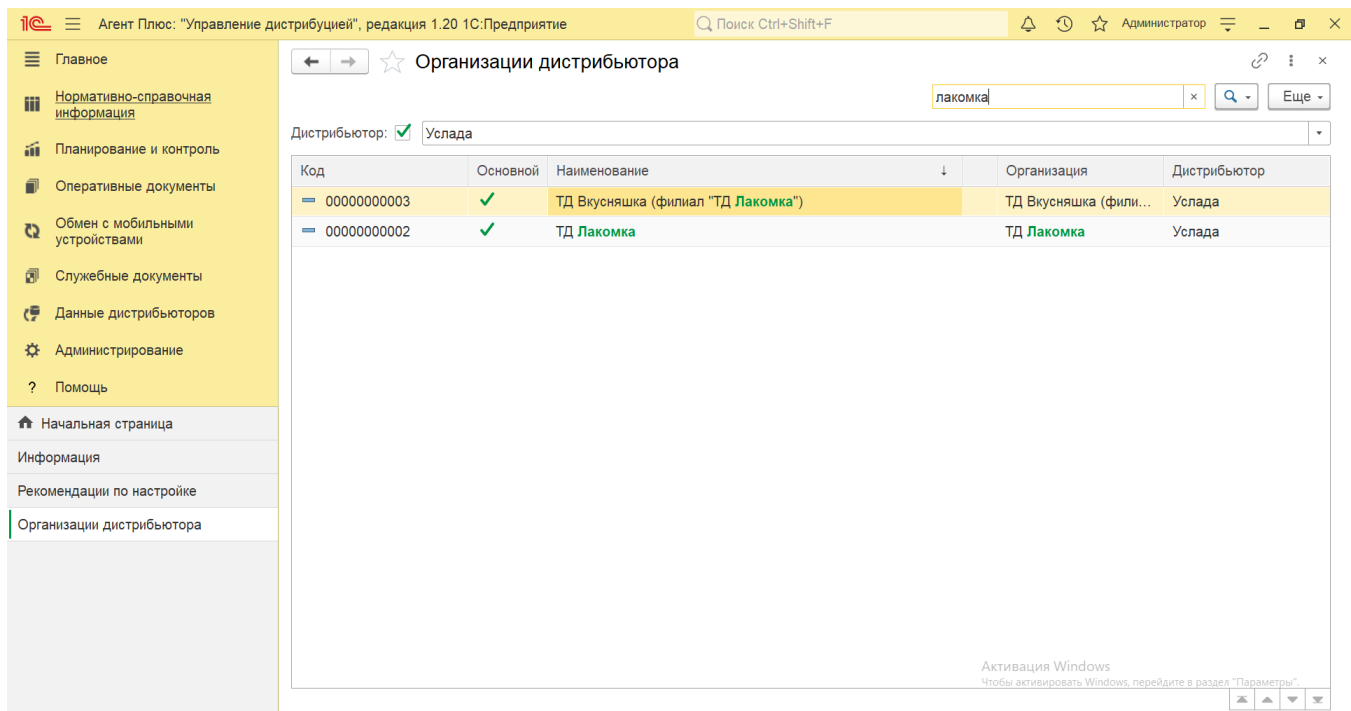 1С Агент Плюс: "Управление дистрибуцией", редакция 1.20 1С:Предприятие Поиск Ctrl+Shift+F Администратор
Главное
Нормативно-справочная
информация
Планирование и контроль
Оперативные документы
Обмен с мобильными
устройствами
Служебные документы
Данные дистрибьюторов
Администрирование
? Помощь
Начальная страница
Информация
Рекомендации по настройке
Организации дистрибьютора
Организации дистрибьютора
лакомка × Еще
Дистрибьютор: Услада
Код Основной Наименование ↓ Организация Дистрибьютор
00000000003 ТД Вкусняшка (филиал "ТД Лакомка") ТД Вкусняшка (фили... Услада
00000000002 ТД Лакомка ТД Лакомка Услада
Активация Windows
Чтобы активировать Windows, перейдите в раздел "Параметры".